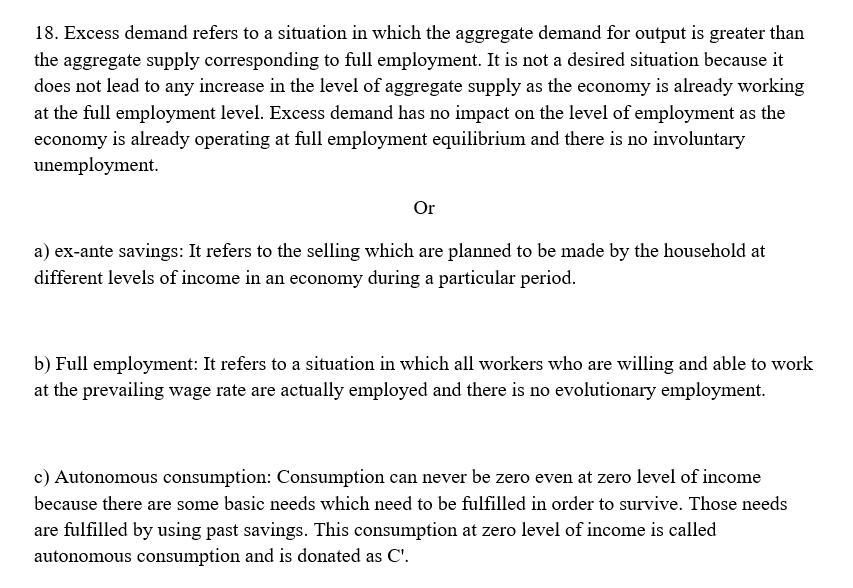 18. Excess demand refers to a situation in which the aggregate demand for output is greater than
the aggregate supply corresponding to full employment. It is not a desired situation because it
does not lead to any increase in the level of aggregate supply as the economy is already working
at the full employment level. Excess demand has no impact on the level of employment as the
economy is already operating at full employment equilibrium and there is no involuntary
unemployment.
Or
a) ex-ante savings: It refers to the selling which are planned to be made by the household at
different levels of income in an economy during a particular period.
b) Full employment: It refers to a situation in which all workers who are willing and able to work
at the prevailing wage rate are actually employed and there is no evolutionary employment.
c) Autonomous consumption: Consumption can never be zero even at zero level of income
because there are some basic needs which need to be fulfilled in order to survive. Those needs
are fulfilled by using past savings. This consumption at zero level of income is called
autonomous consumption and is donated as C'.